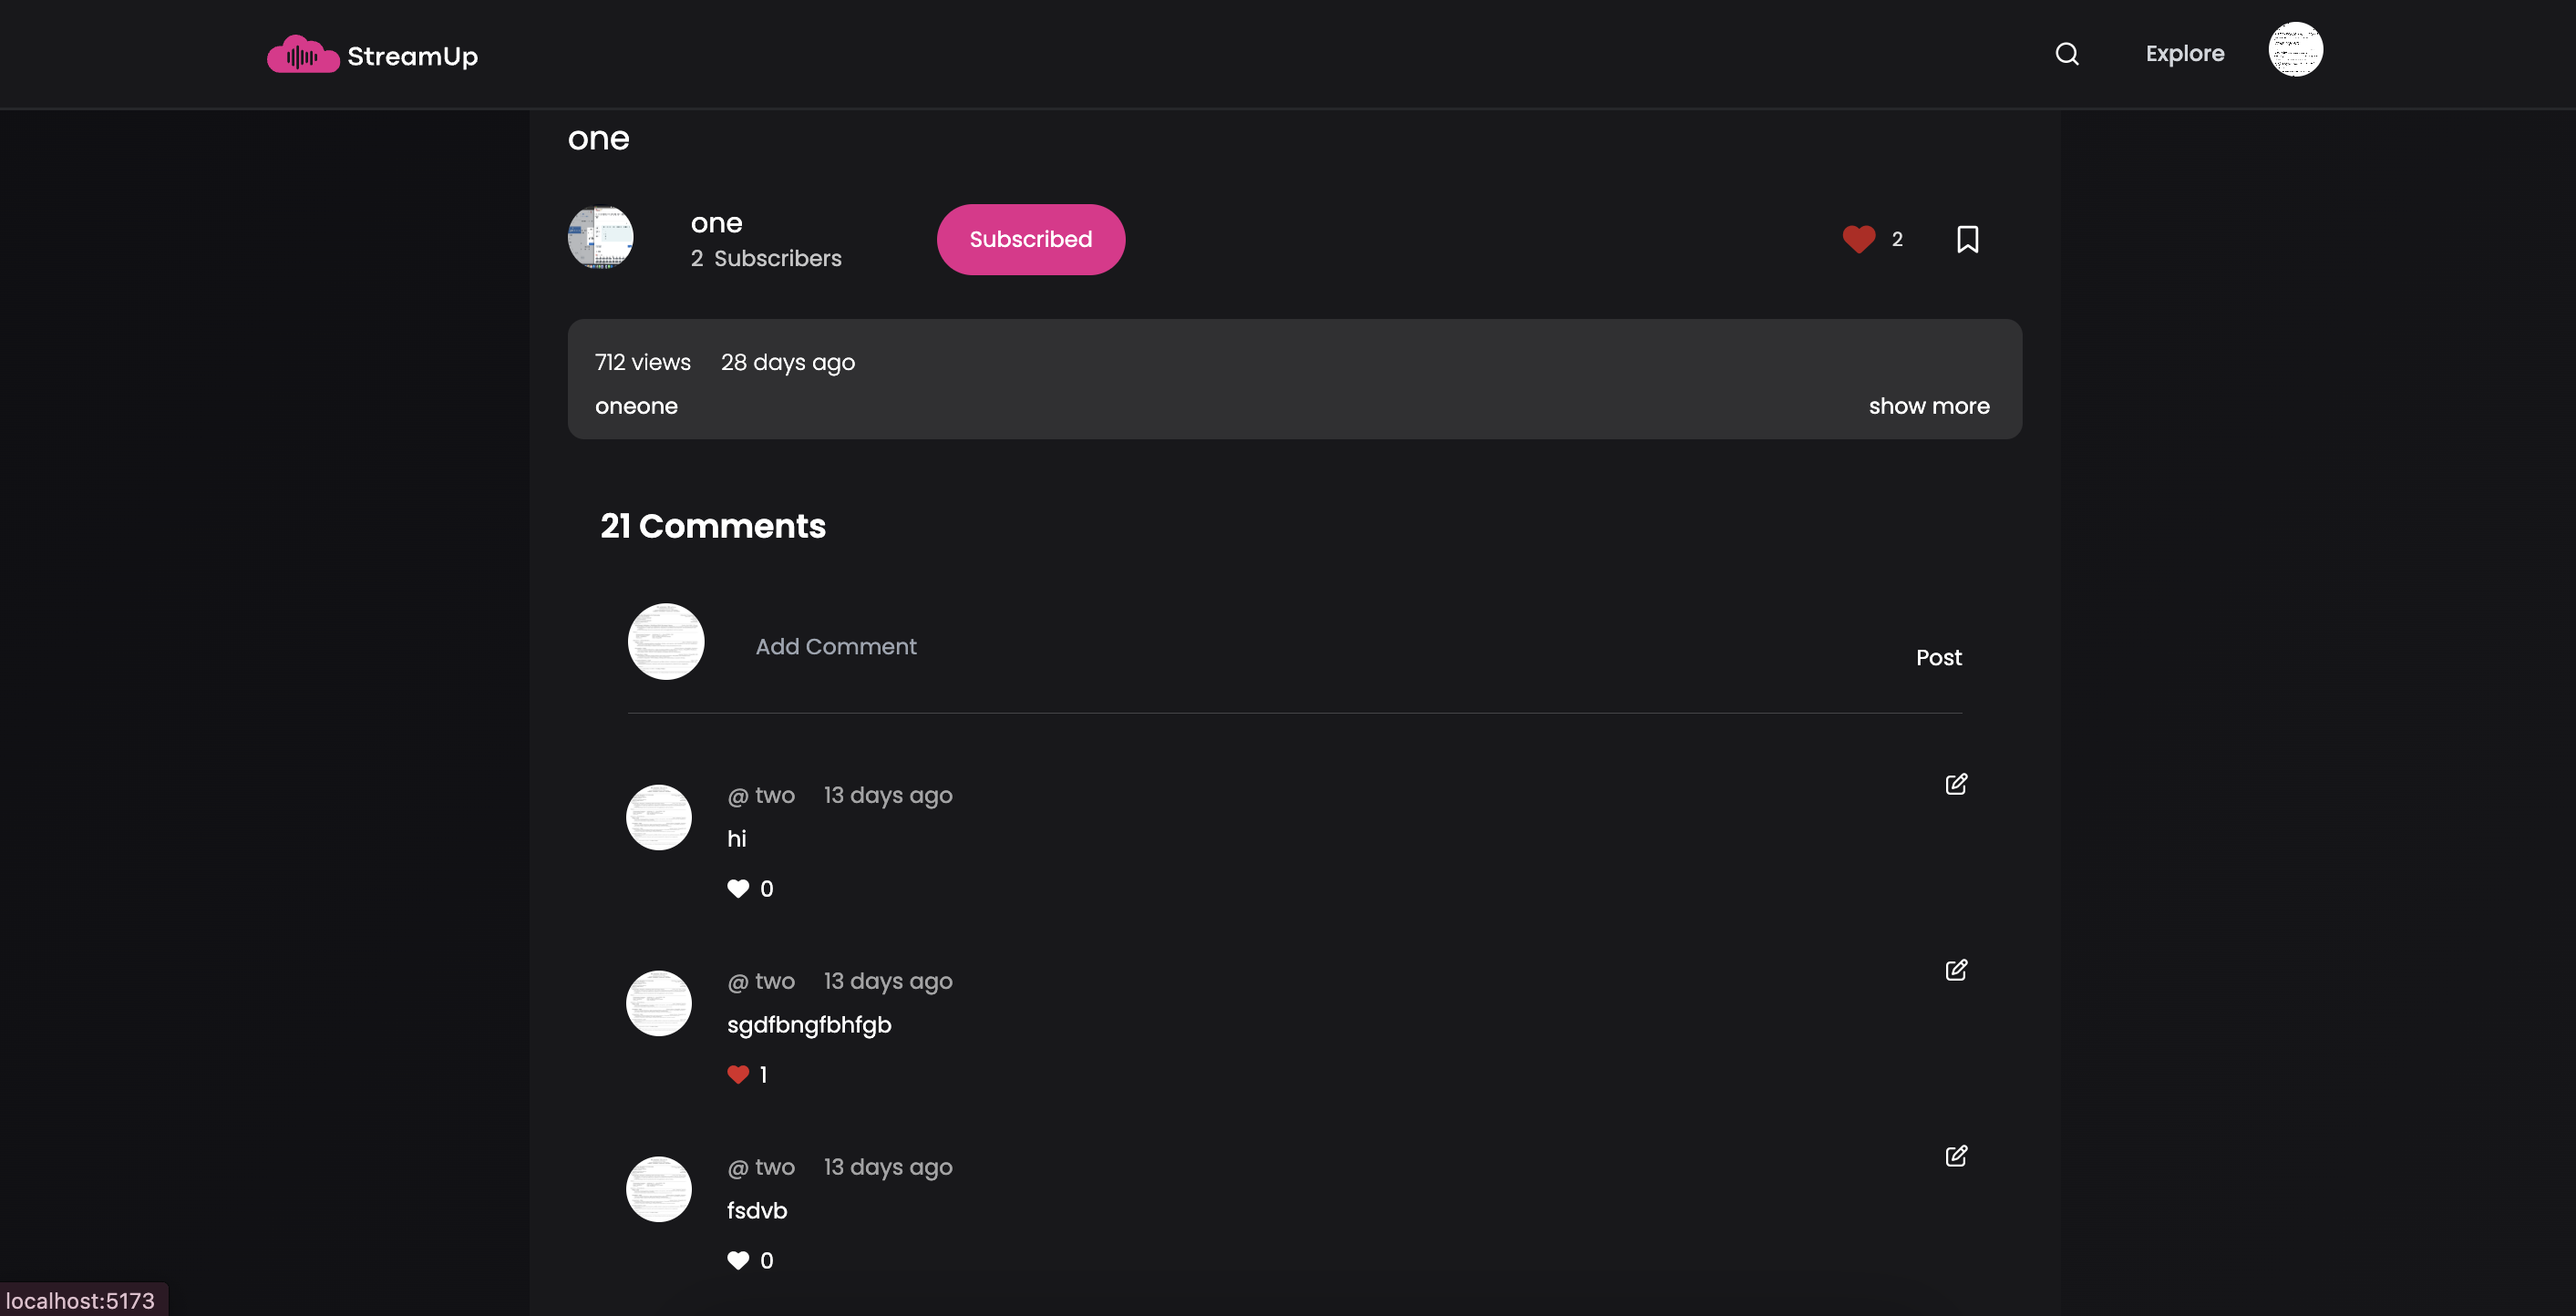 StreamUp
Explore
one
one
2 Subscribers
Subscribed
2
712 views 28 days ago
oneone
show more
21 Comments
Add Comment
Post
@ two 13 days ago
hi
0
@ two 13 days ago
sgdfbngfbhfgb
1
@ two 13 days ago
fsdvb
0
localhost:5173